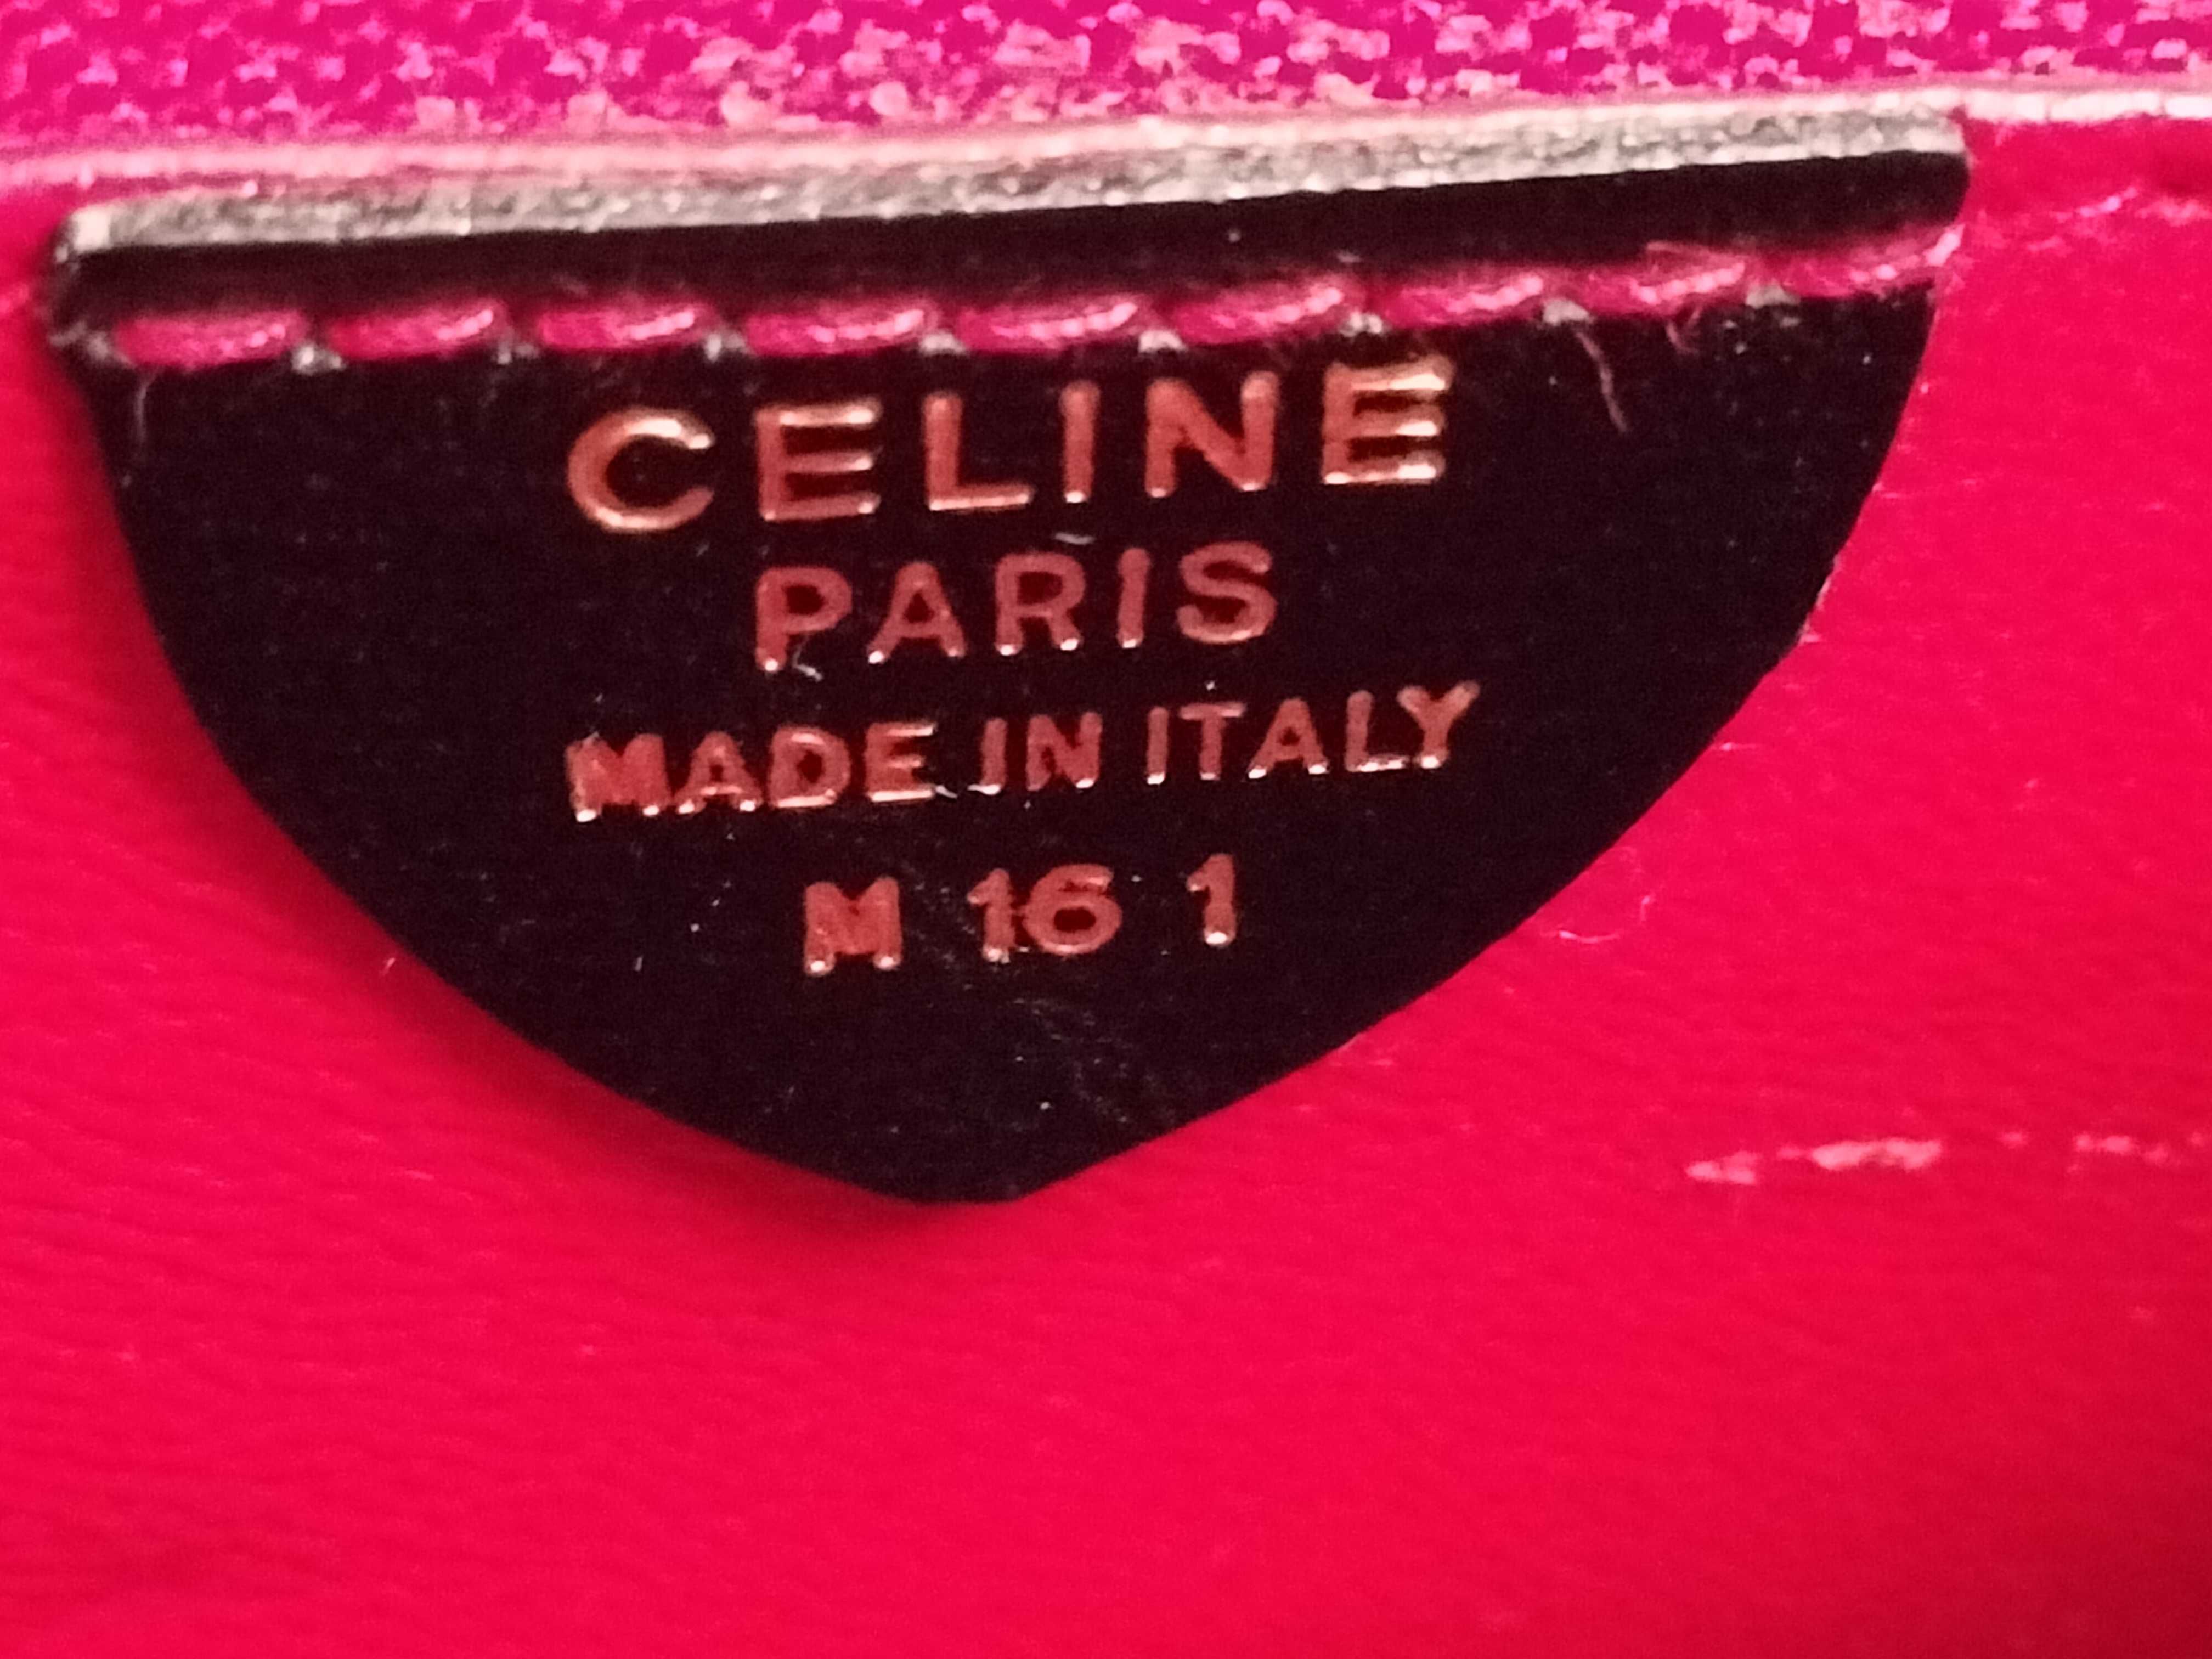 CELINE
PARIS
MADE IN ITALY
M 16 1